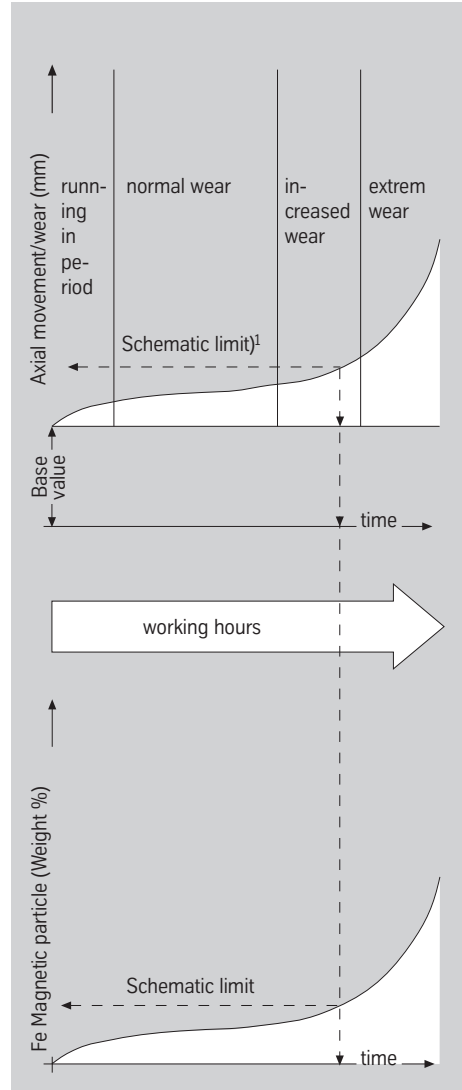 Axial movement/wear (mm)
runn-
ing
in
pe-
riod
normal wear
in-
creased
wear
extrem
wear
Schematic limit)¹
Base
value
time
working hours
Fe Magnetic particle (Weight %)
Schematic limit
time